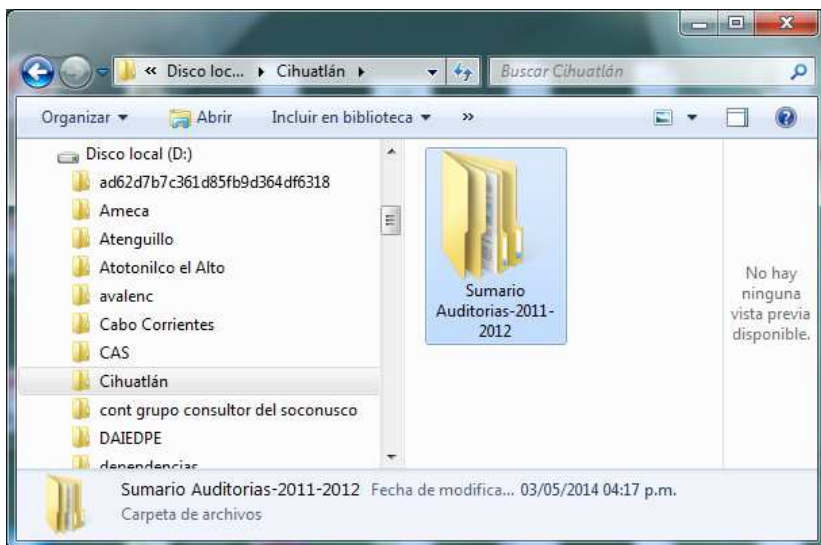 « Disco loc... ▸ Cihuatlán ▸
Buscar Cihuatlán
Organizar
Abrir
Incluir en biblioteca
»
Disco local (D:)
ad62d7b7c361d85fb9d364df6318
Ameca
Atenguillo
Atotonilco el Alto
avalenc
Cabo Corrientes
CAS
Cihuatlán
cont grupo consultor del soconusco
DAIEDPE
dependencias
Sumario
Auditorias-2011-
2012
No hay
ninguna
vista previa
disponible.
Sumario Auditorias-2011-2012 Fecha de modifica... 03/05/2014 04:17 p.m.
Carpeta de archivos